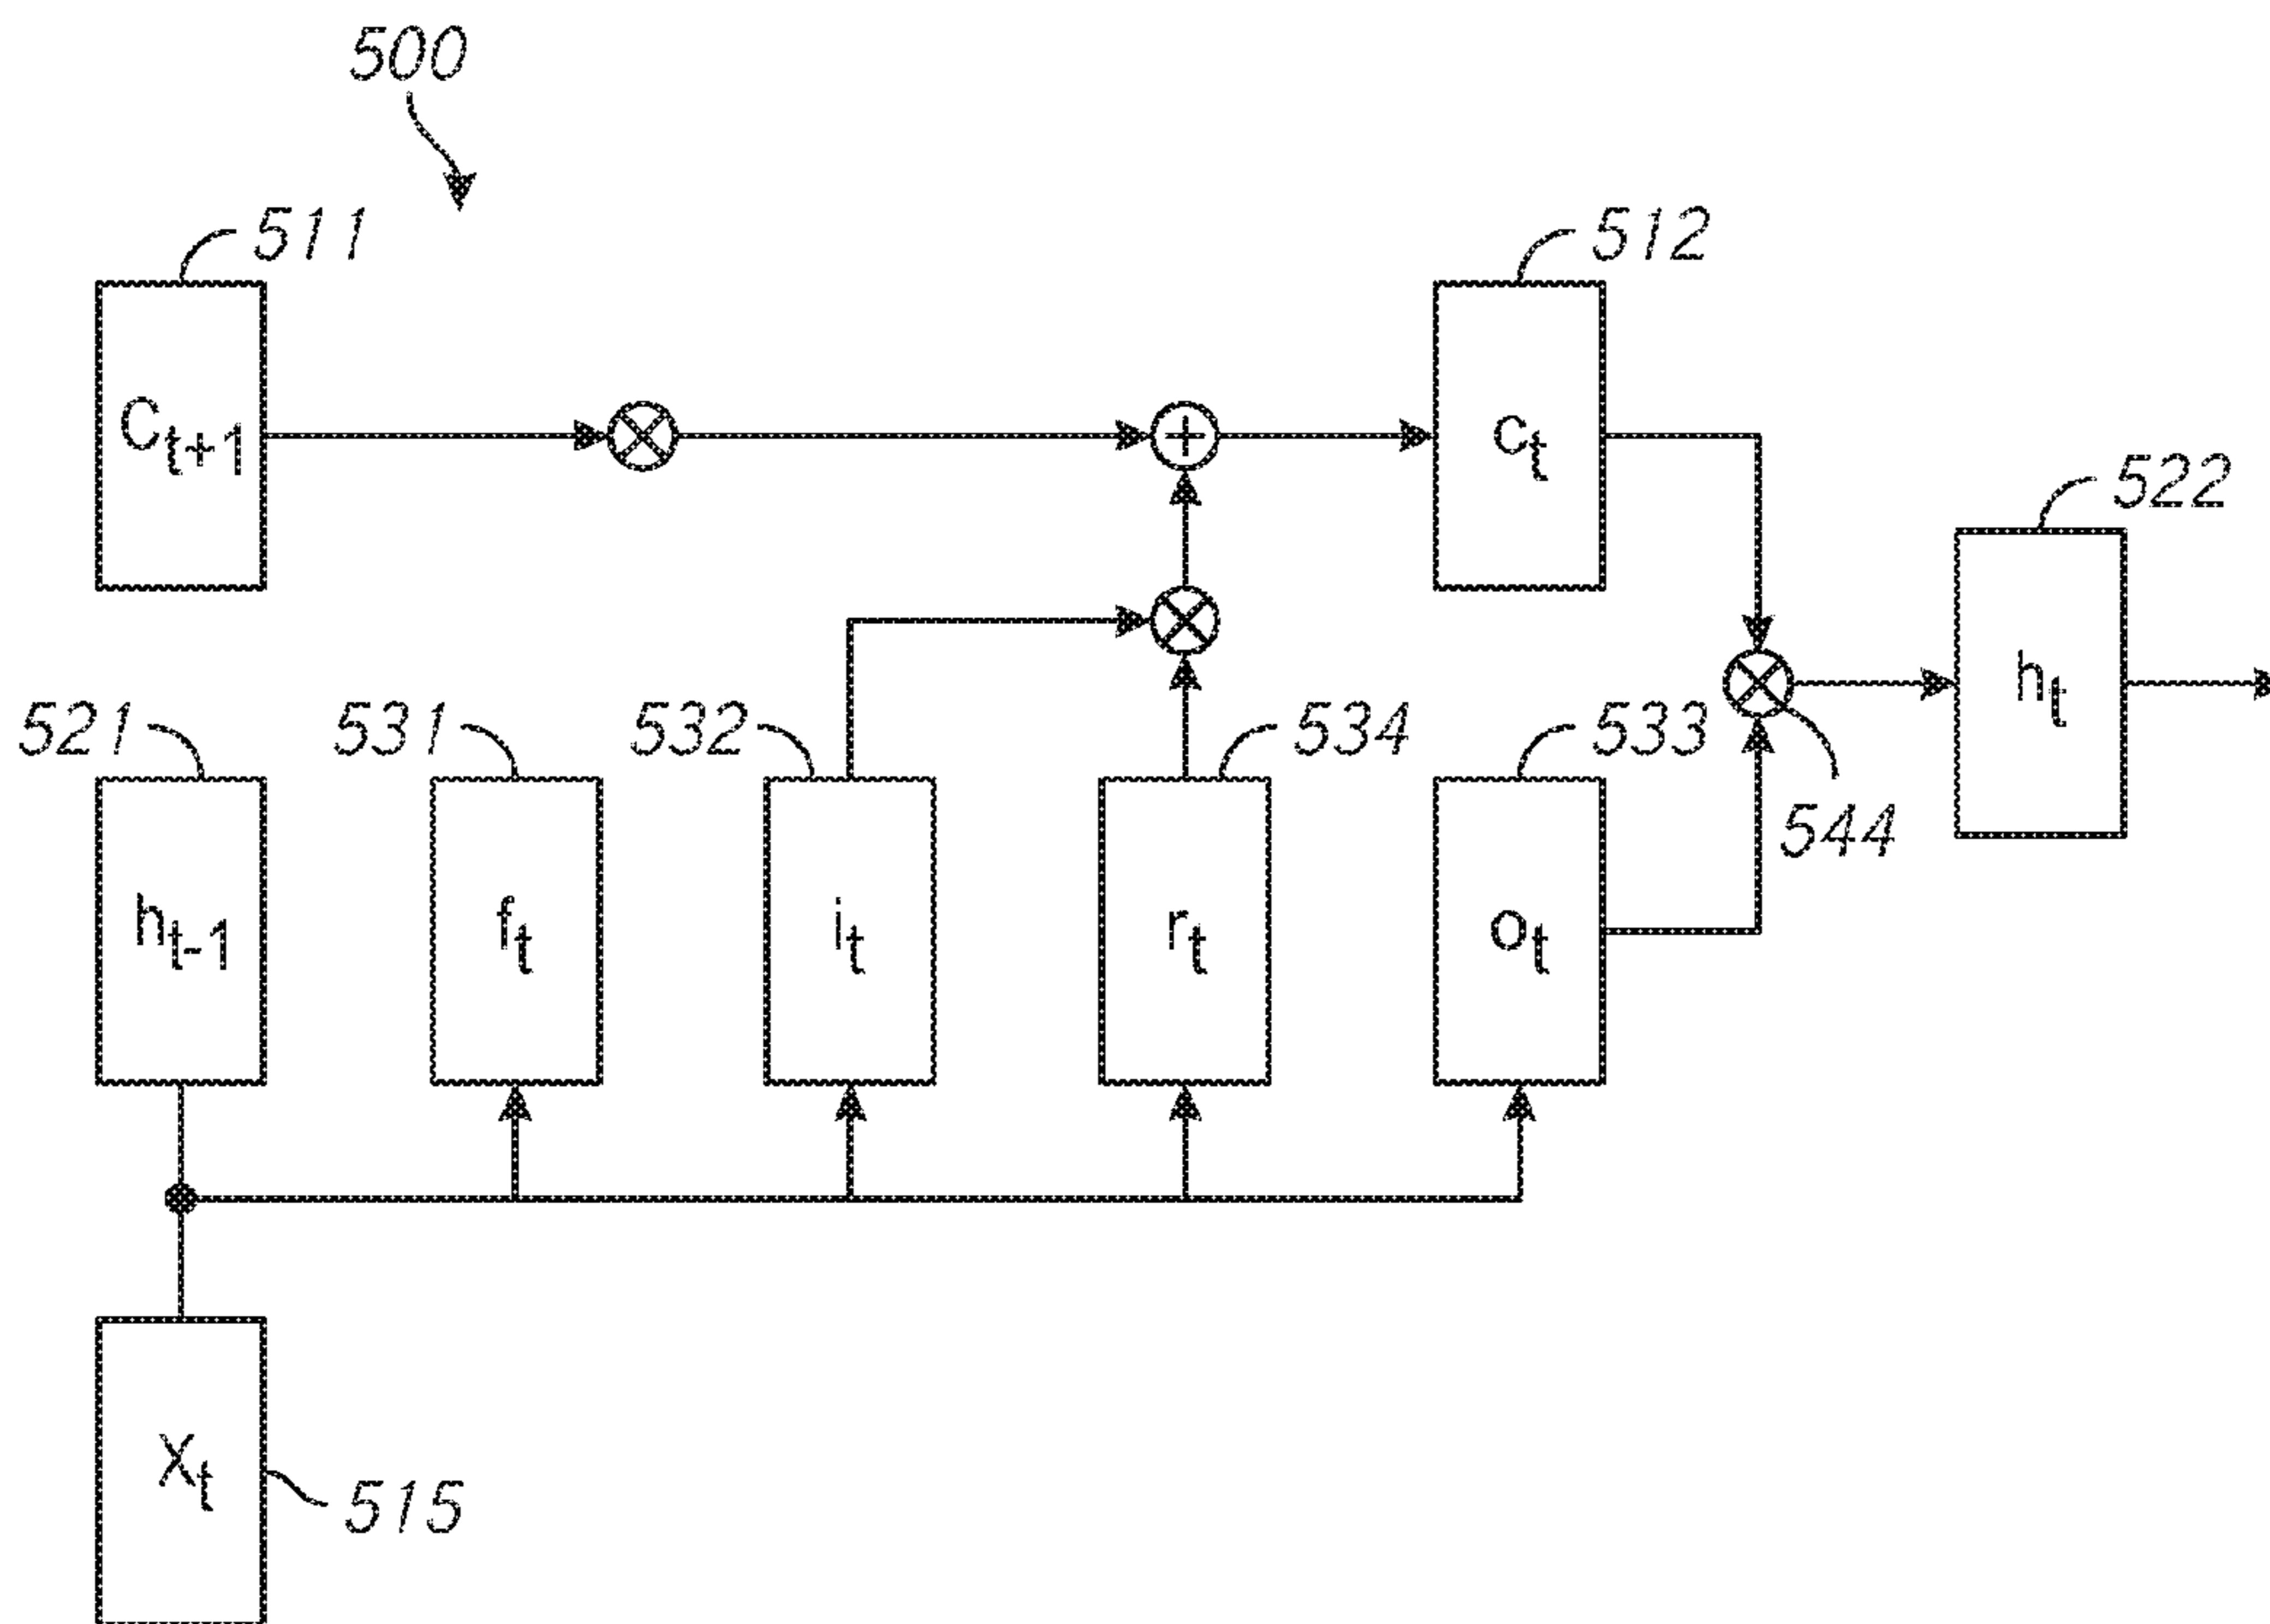 500
511
512
C_{t+1}
+
c_t
522
h_t
521
531
532
534
533
544
h_{t-1}
f_t
i_t
r_t
o_t
X_t
515